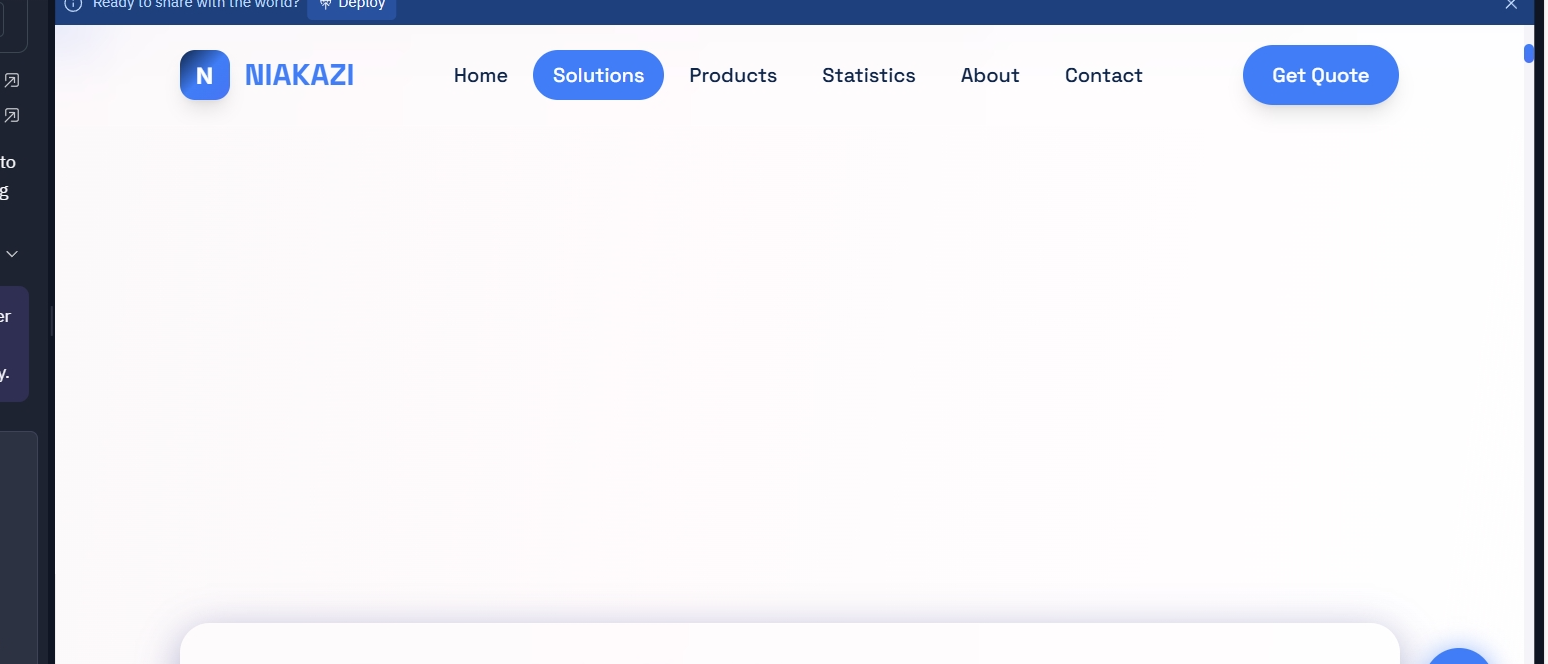 Ready to share with the world? Deploy
N NIAKAZI Home Solutions Products Statistics About Contact Get Quote
to
g
er
y.